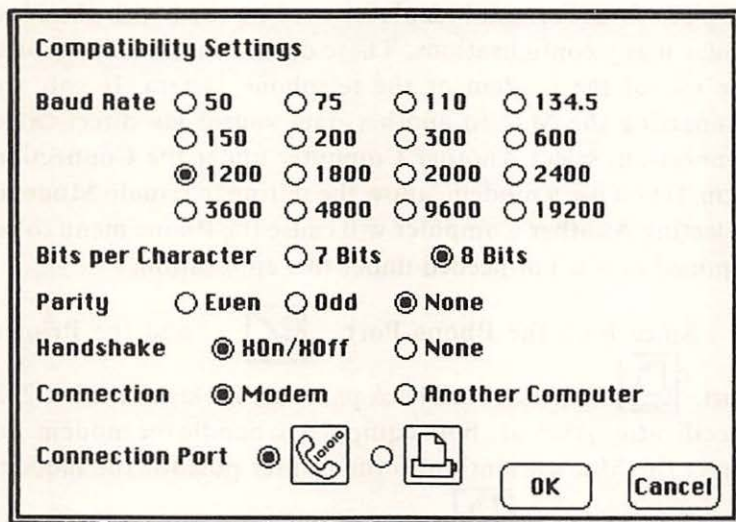 Compatibility Settings
Baud Rate 50 75 110 134.5
150 200 300 600
1200 1800 2000 2400
3600 4800 9600 19200
Bits per Character 7 Bits 8 Bits
Parity Even Odd None
Handshake XOn/XOff None
Connection Modem Another Computer
Connection Port
OK Cancel